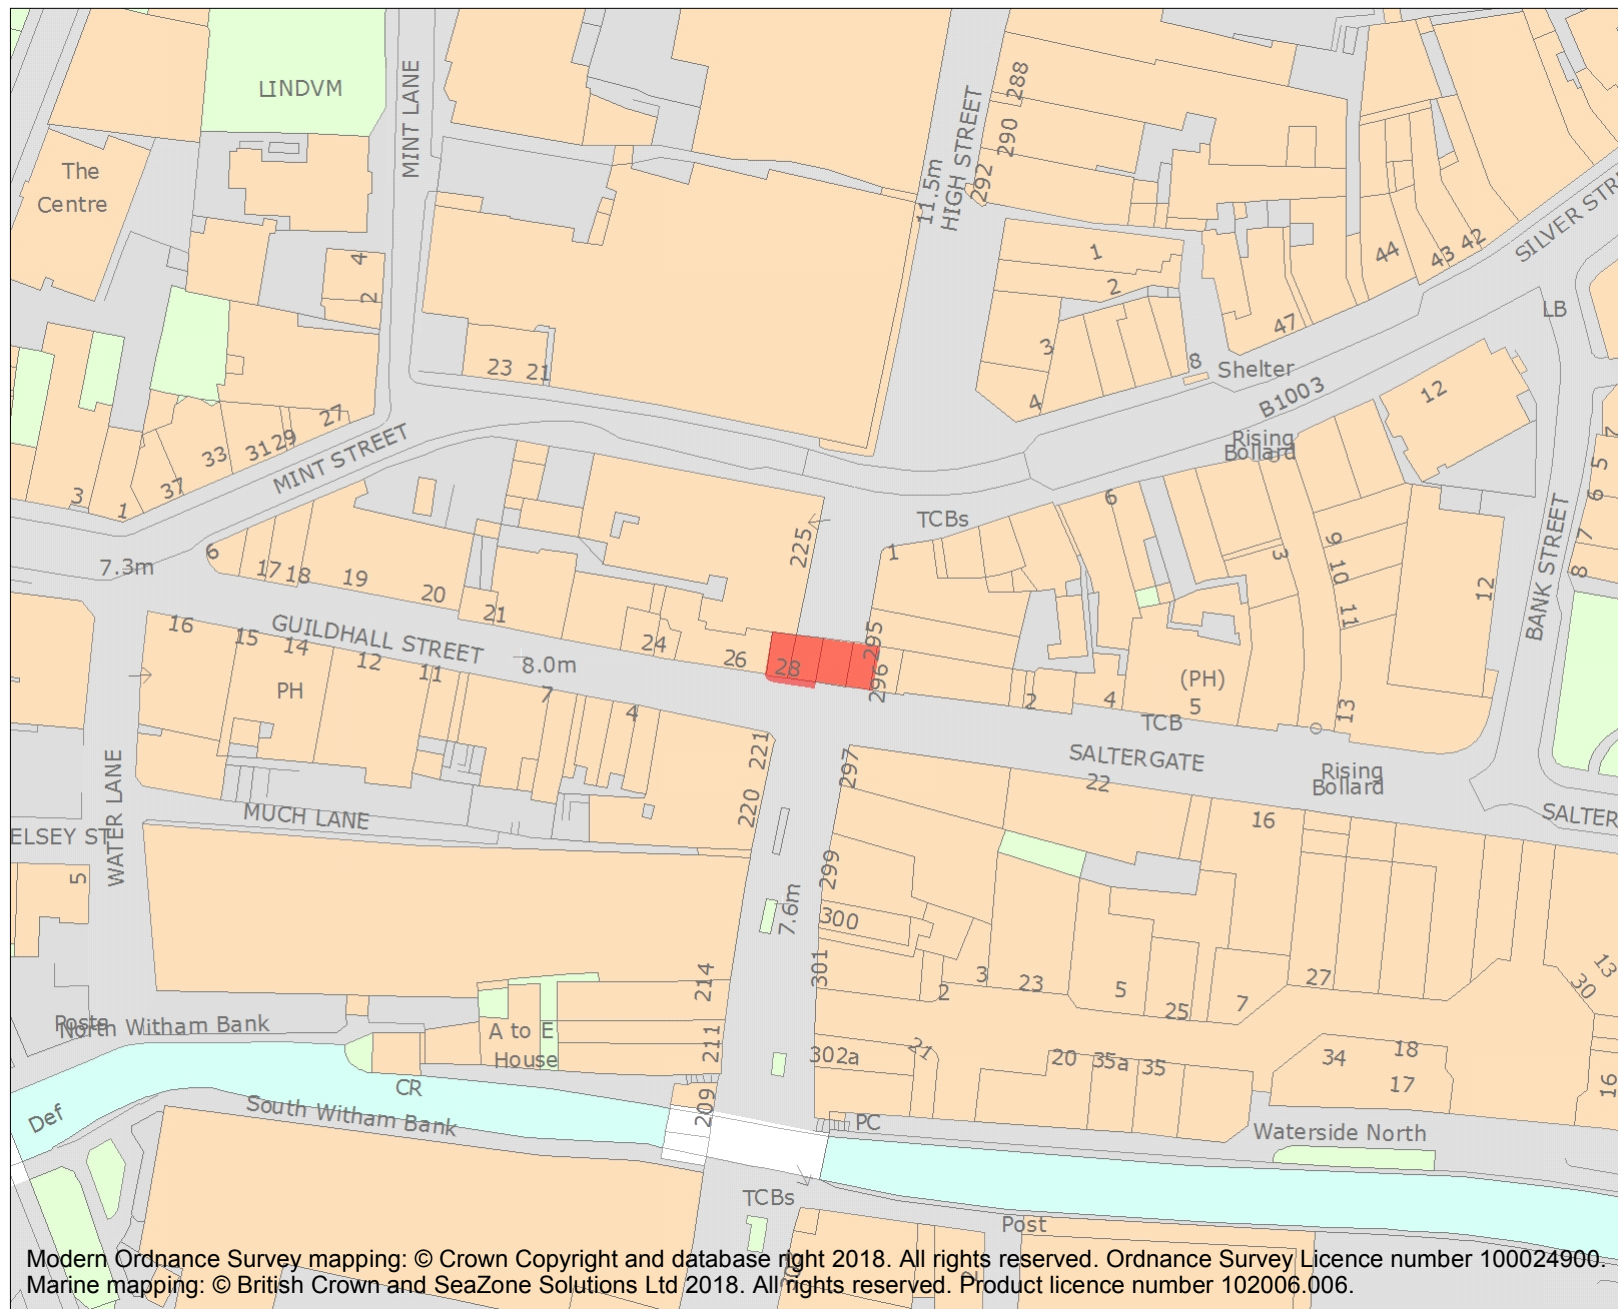 LINDVM
MINT LANE
The
Centre
4
2
23
21
288
290
292
11.5m
HIGH STREET
1
2
3
4
8
Shelter
47
44
43
42
SILVER STR
LB
B1003
12
Rising
Bollard
27
29
31
33
37
MINT STREET
3
1
7.3m
6
17
18
19
20
21
24
26
28
225
TCBs
1
295
296
6
3
9
10
11
12
13
BANK STREET
7
5
6
7
8
GUILDHALL STREET
8.0m
16
15
14
12
11
PH
7
4
2
4
(PH)
5
TCB
SALTERGATE
22
Rising
Bollard
16
SALTER
221
220
297
299
7.6m
300
301
WATER LANE
MUCH LANE
ELSEY ST
5
214
211
209
2
3
23
5
25
7
27
13
30
Posts
North Witham Bank
A to E
House
CR
302a
21
20
35a
35
34
18
17
16
Def
South Witham Bank
PC
Waterside North
TCBs
Post
Modern Ordnance Survey mapping: © Crown Copyright and database right 2018. All rights reserved. Ordnance Survey Licence number 100024900.
Marine mapping: © British Crown and SeaZone Solutions Ltd 2018. All rights reserved. Product licence number 102006.006.